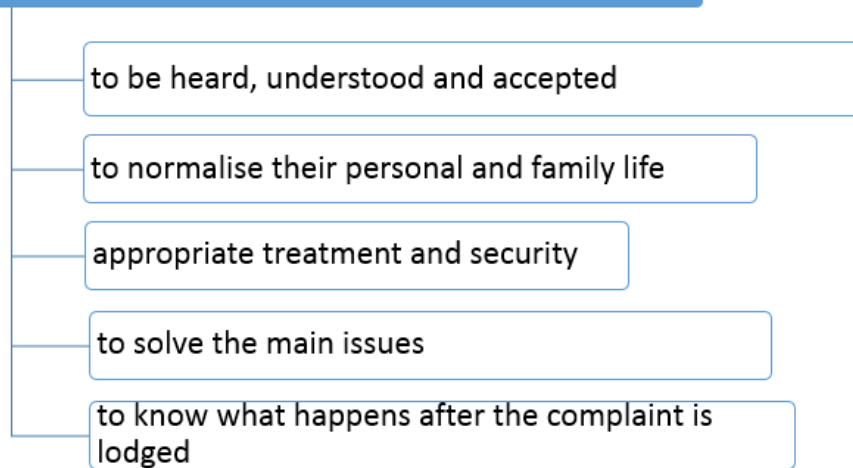 to be heard, understood and accepted
to normalise their personal and family life
appropriate treatment and security
to solve the main issues
to know what happens after the complaint is
lodged